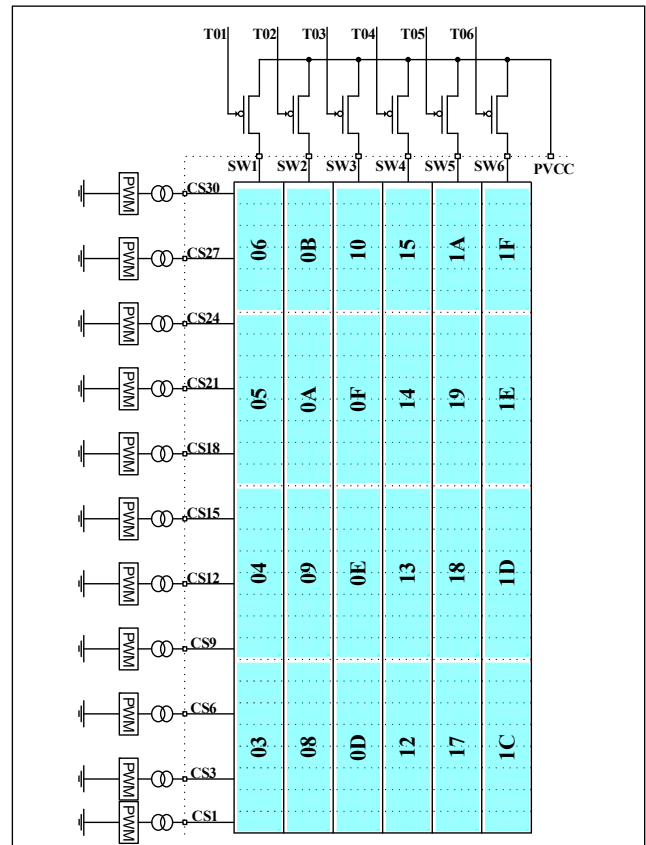 T01 T02 T03 T04 T05 T06
SW1 SW2 SW3 SW4 SW5 SW6 PVCC
PWM CS30
PWM CS27
06 0B 10 15 1A 1F
PWM CS24
PWM CS21
05 0A 0F 14 19 1E
PWM CS18
PWM CS15
PWM CS12
04 09 0E 13 18 1D
PWM CS9
PWM CS6
03 08 0D 12 17 1C
PWM CS3
PWM CS1